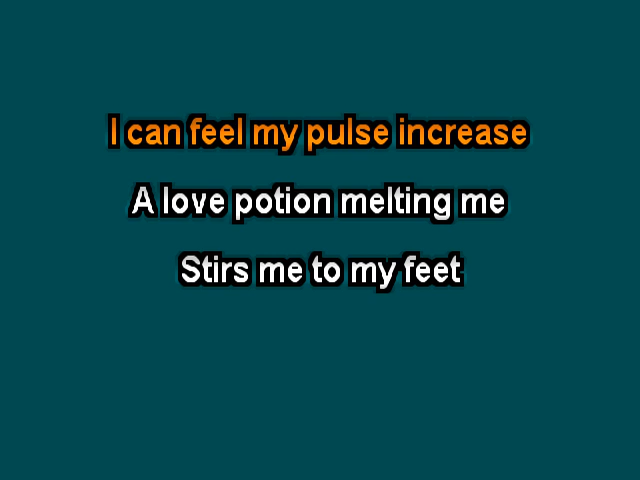 I can feel my pulse increase
A love potion melting me
Stirs me to my feet